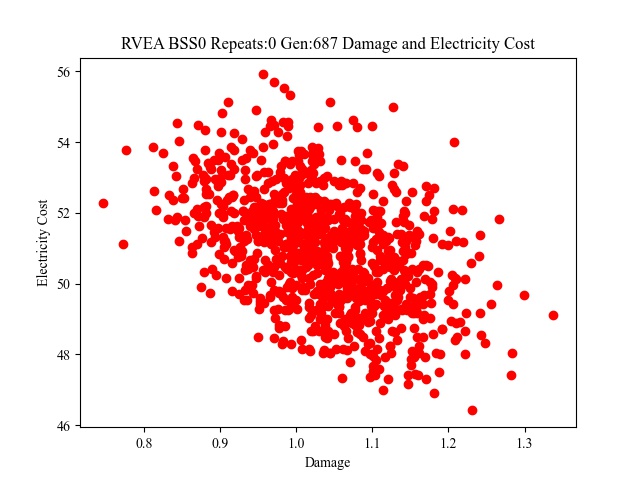 RVEA BSS0 Repeats:0 Gen:687 Damage and Electricity Cost
56
54
52
50
48
46
Electricity Cost
0.8 0.9 1.0 1.1 1.2 1.3
Damage